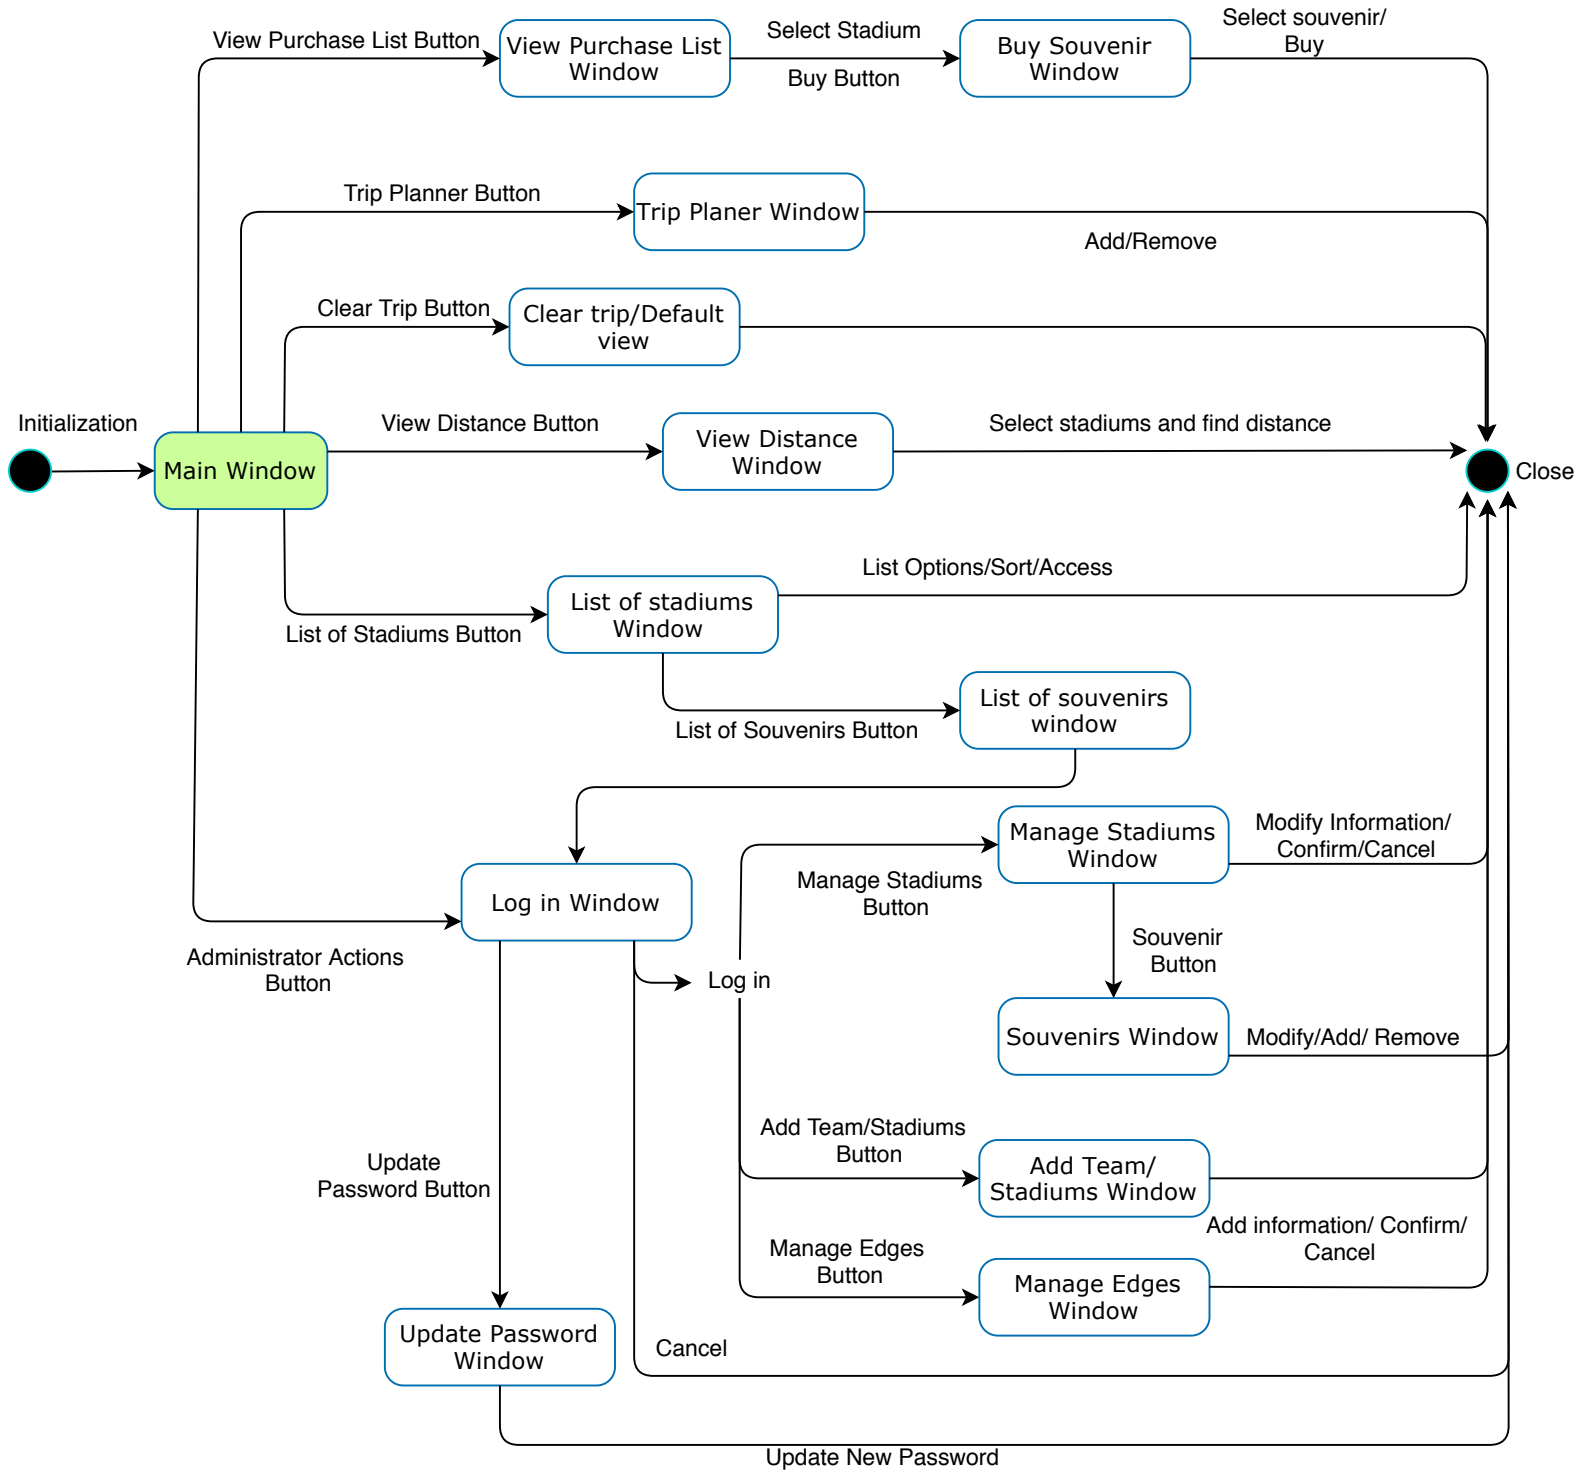 View Purchase List Button
View Purchase List
Window
Select Stadium
Buy Button
Buy Souvenir
Window
Select souvenir/
Buy
Trip Planner Button
Trip Planer Window
Add/Remove
Clear Trip Button
Clear trip/Default
view
Initialization
Main Window
View Distance Button
View Distance
Window
Select stadiums and find distance
Close
List of Stadiums Button
List of stadiums
Window
List Options/Sort/Access
List of Souvenirs Button
List of souvenirs
window
Administrator Actions
Button
Log in Window
Log in
Manage Stadiums
Button
Manage Stadiums
Window
Modify Information/
Confirm/Cancel
Souvenir
Button
Souvenirs Window
Modify/Add/ Remove
Add Team/Stadiums
Button
Add Team/
Stadiums Window
Update
Password Button
Manage Edges
Button
Manage Edges
Window
Add information/ Confirm/
Cancel
Update Password
Window
Cancel
Update New Password